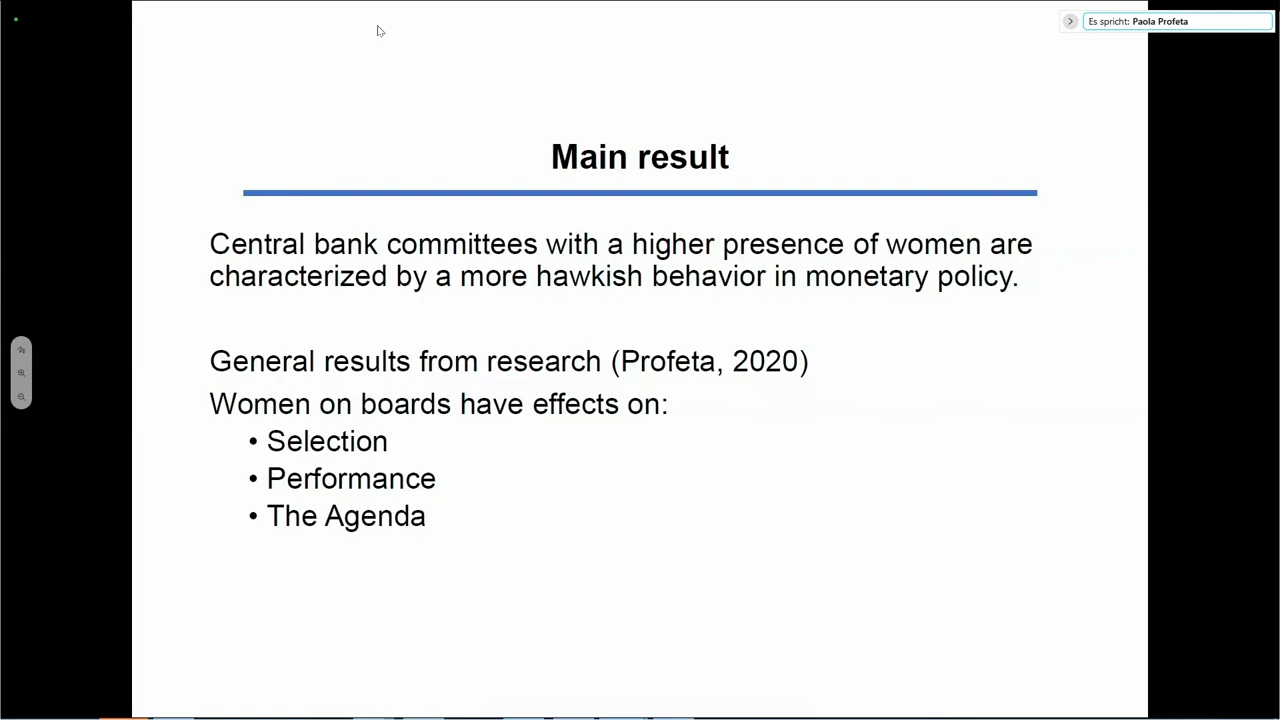 Es spricht: Paola Profeta
Main result
Central bank committees with a higher presence of women are
characterized by a more hawkish behavior in monetary policy.
General results from research (Profeta, 2020)
Women on boards have effects on:
• Selection
• Performance
• The Agenda